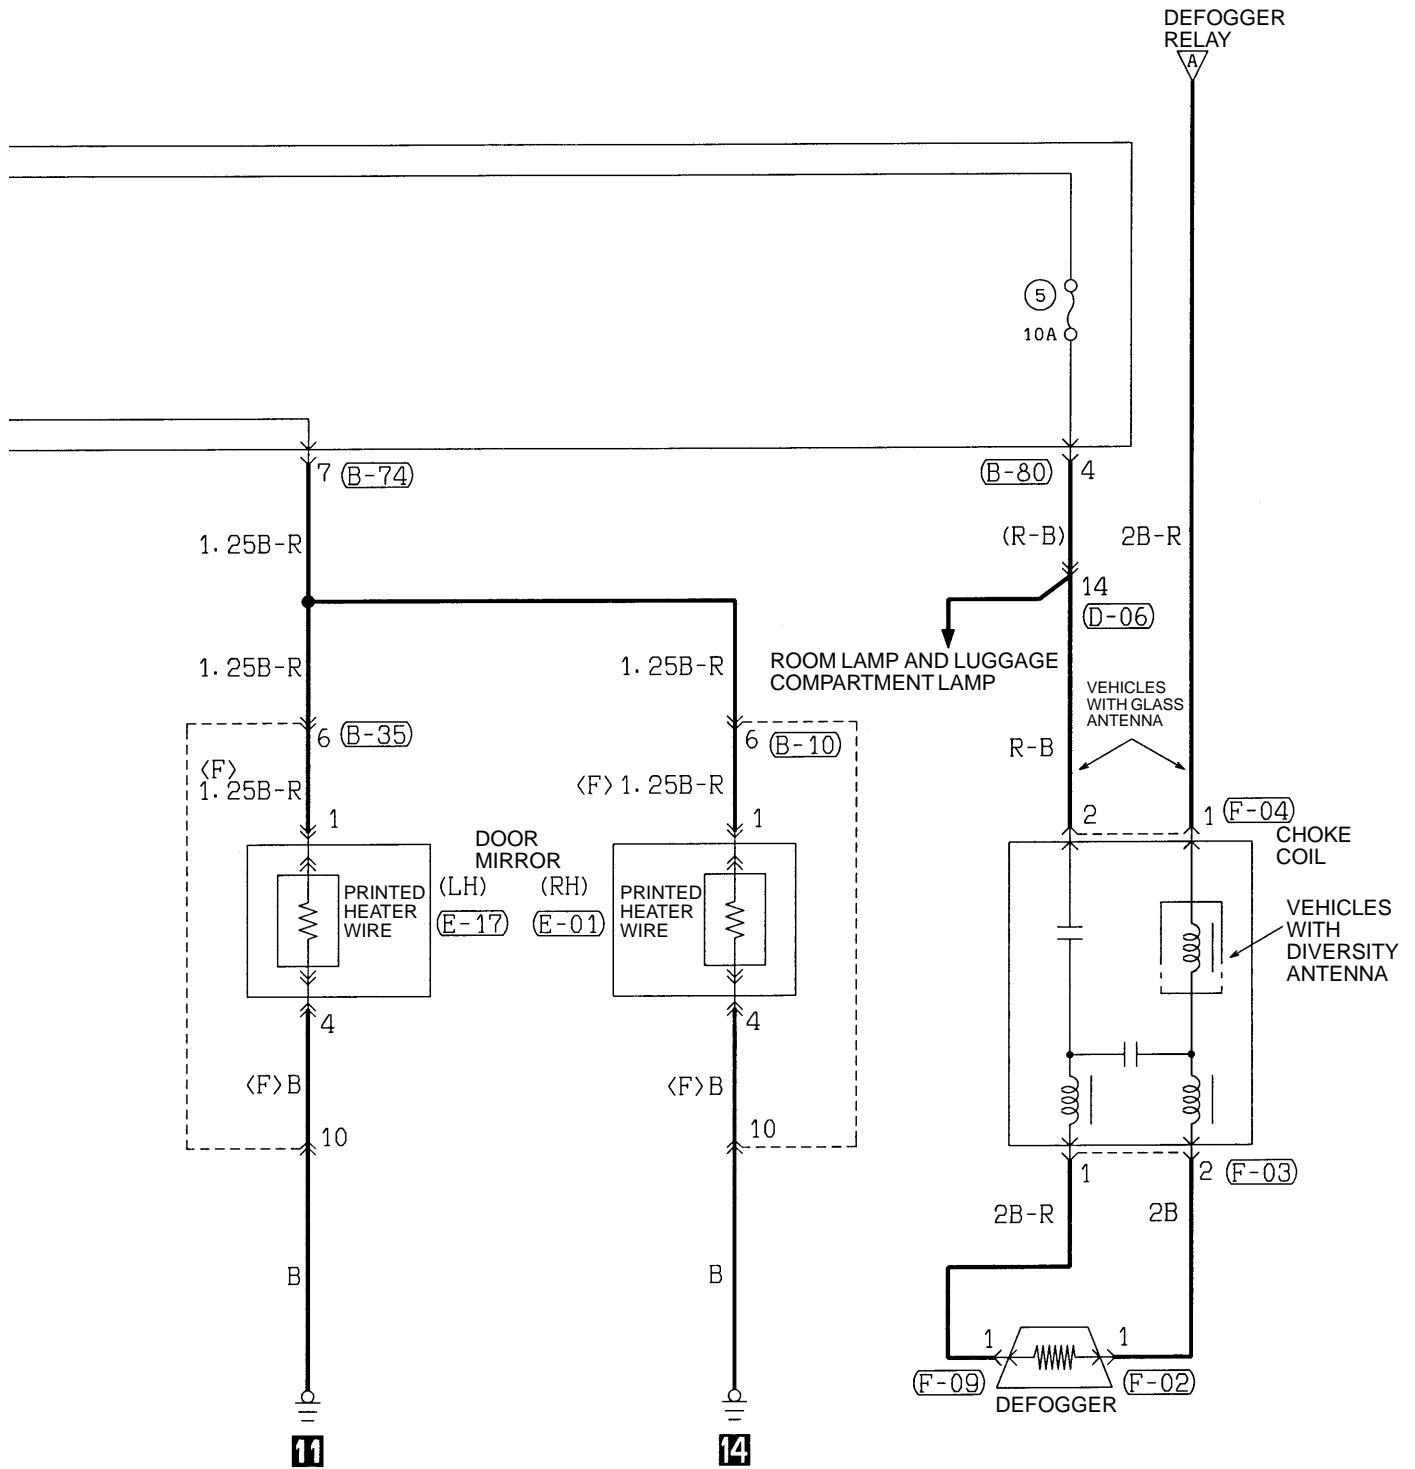 DEFOGGER
RELAY
A
5
10A
7 (B-74)
(B-80) 4
1.25B-R
(R-B)
2B-R
14
(D-06)
1.25B-R
1.25B-R
ROOM LAMP AND LUGGAGE
COMPARTMENT LAMP
VEHICLES
WITH GLASS
ANTENNA
6 (B-35)
6 (B-10)
R-B
<F>
1.25B-R
<F>1.25B-R
1
1
2
1 (F-04)
CHOKE
COIL
DOOR
MIRROR
PRINTED
HEATER
WIRE
(LH)
(E-17)
(RH)
(E-01)
PRINTED
HEATER
WIRE
VEHICLES
WITH
DIVERSITY
ANTENNA
4
4
<F>B
<F>B
10
10
1
2 (F-03)
2B-R
2B
B
B
1
1
(F-09)
(F-02)
DEFOGGER
11
14